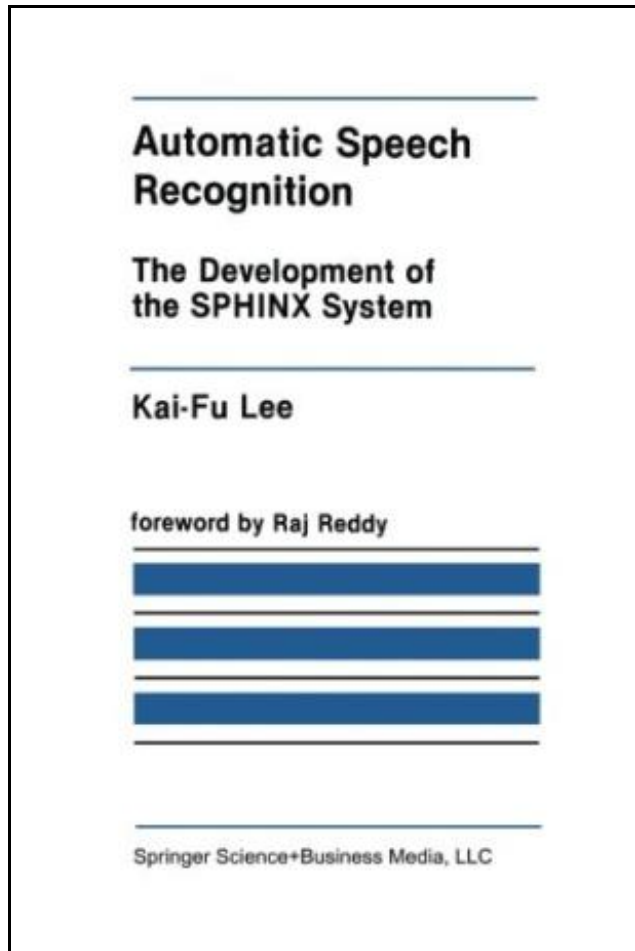 Automatic Speech
Recognition
The Development of
the SPHINX System
Kai-Fu Lee
foreword by Raj Reddy
Springer Science+Business Media, LLC